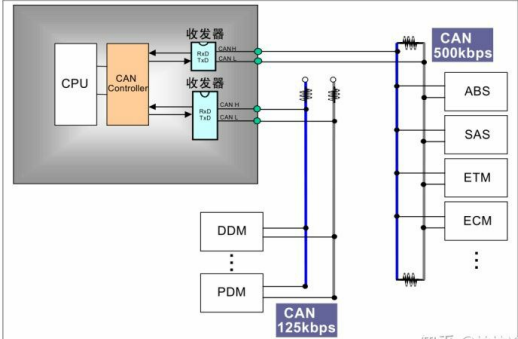 收发器
CAN H
RxD
TxD
CAN L
CPU
CAN
Controller
收发器
CAN H
RxD
TxD
CAN L
CAN
500kbps
ABS
SAS
ETM
ECM
DDM
PDM
CAN
125kbps